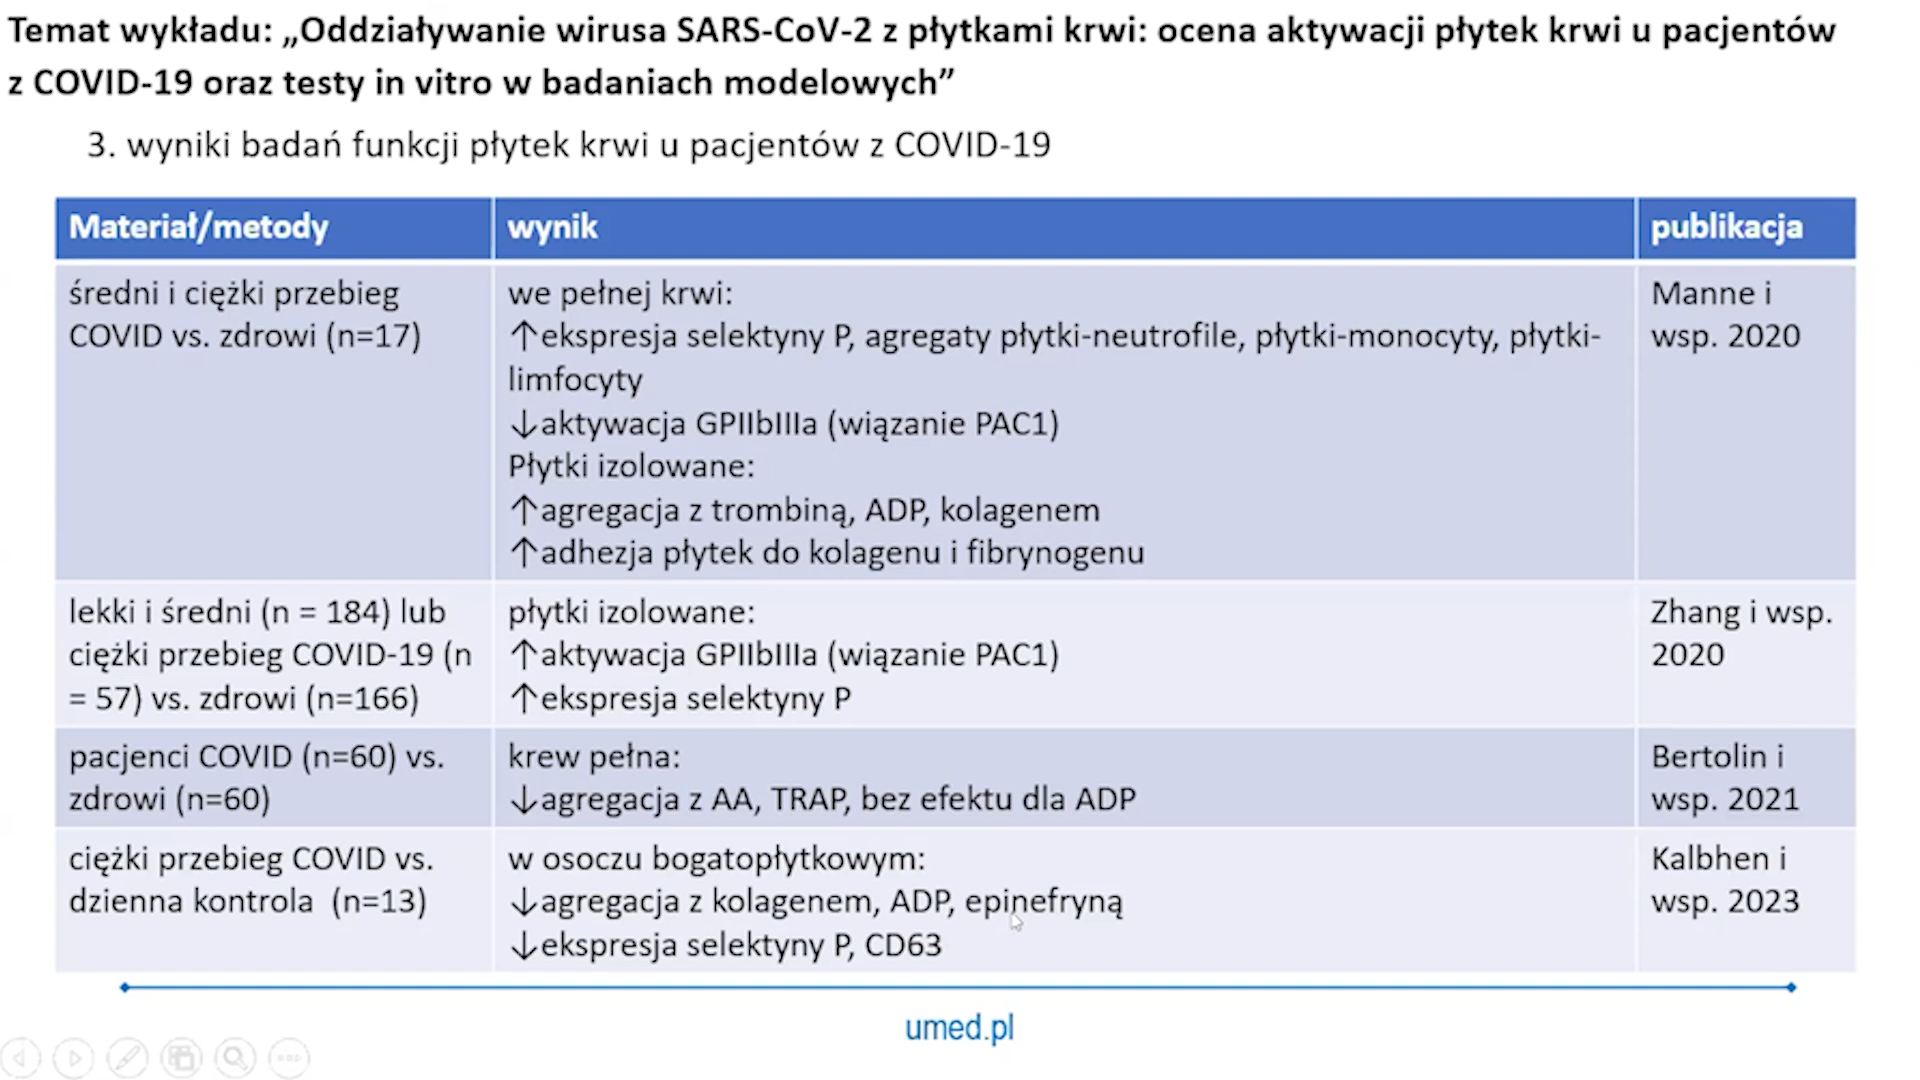 Temat wykładu: „Oddziaływanie wirusa SARS-CoV-2 z płytkami krwi: ocena aktywacji płytek krwi u pacjentów
z COVID-19 oraz testy in vitro w badaniach modelowych”
3. wyniki badań funkcji płytek krwi u pacjentów z COVID-19
Materiał/metody
wynik
publikacja
średni i ciężki przebieg
COVID vs. zdrowi (n=17)
we pełnej krwi:
↑ekspresja selektyny P, agregaty płytki-neutrofile, płytki-monocyty, płytki-
limfocyty
↓aktywacja GPIIbIIIa (wiązanie PAC1)
Płytki izolowane:
↑agregacja z trombiną, ADP, kolagenem
↑adhezja płytek do kolagenu i fibrynogenu
Manne i
wsp. 2020
lekki i średni (n = 184) lub
ciężki przebieg COVID-19 (n
= 57) vs. zdrowi (n=166)
płytki izolowane:
↑aktywacja GPIIbIIIa (wiązanie PAC1)
↑ekspresja selektyny P
Zhang i wsp.
2020
pacjenci COVID (n=60) vs.
zdrowi (n=60)
krew pełna:
↓agregacja z AA, TRAP, bez efektu dla ADP
Bertolin i
wsp. 2021
ciężki przebieg COVID vs.
dzienna kontrola (n=13)
w osoczu bogatopłytkowym:
↓agregacja z kolagenem, ADP, epinefryną
↓ekspresja selektyny P, CD63
Kalbhen i
wsp. 2023
umed.pl